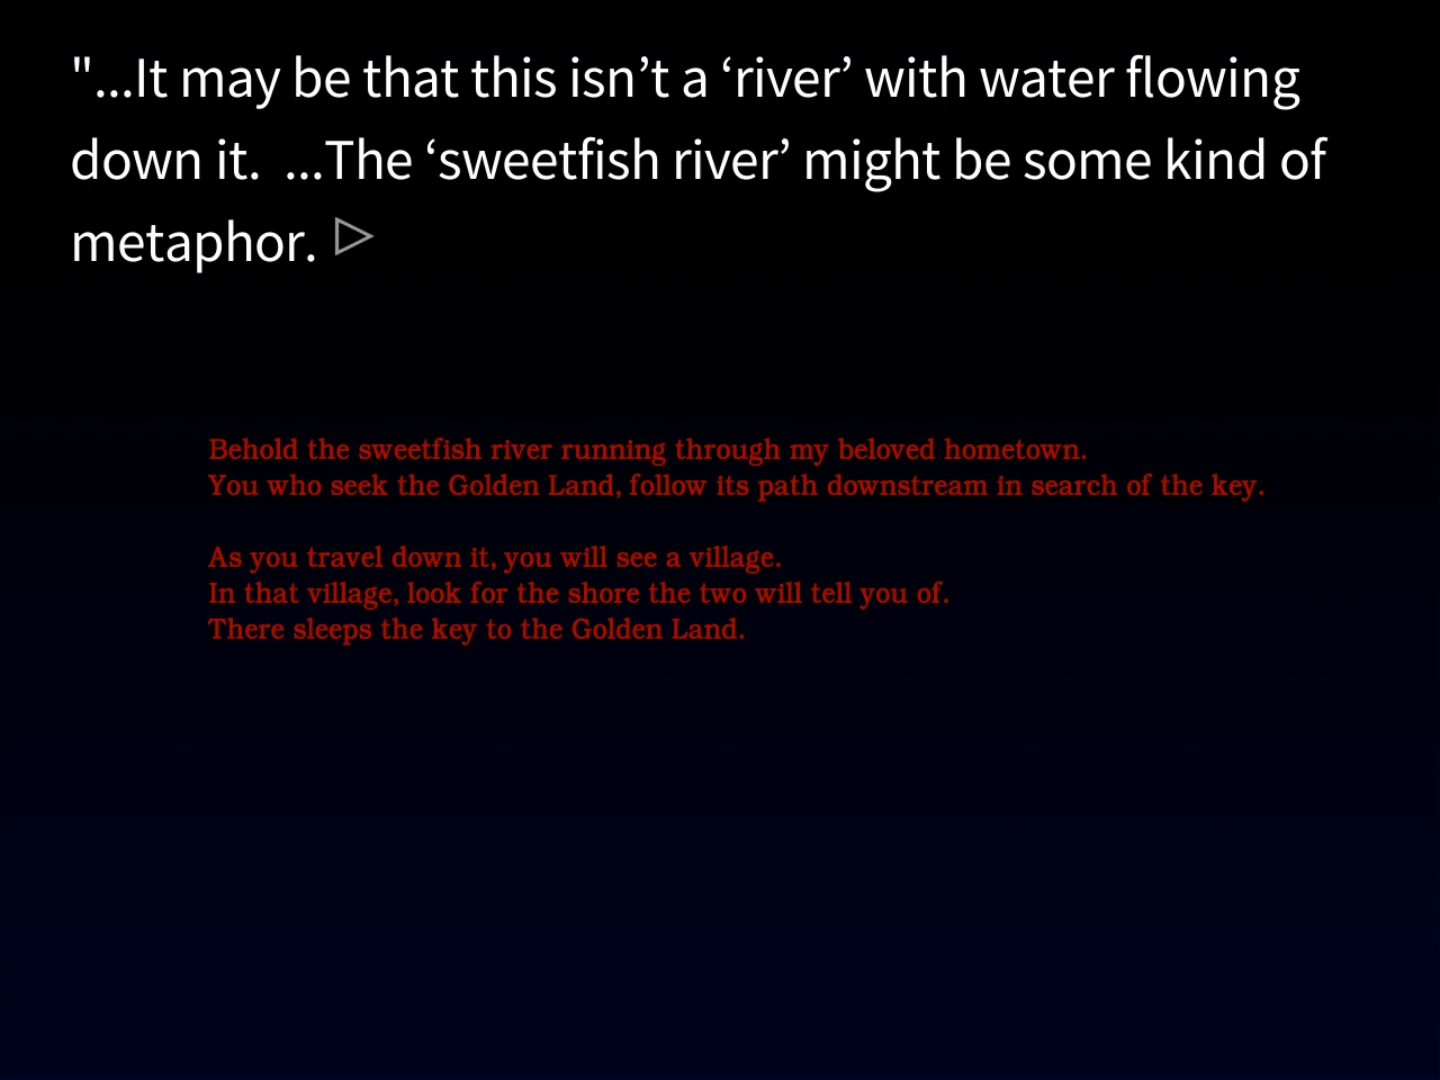 "...It may be that this isn’t a ‘river’ with water flowing
down it.  ...The ‘sweetfish river’ might be some kind of
metaphor.
Behold the sweetfish river running through my beloved hometown.
You who seek the Golden Land, follow its path downstream in search of the key.
As you travel down it, you will see a village.
In that village, look for the shore the two will tell you of.
There sleeps the key to the Golden Land.